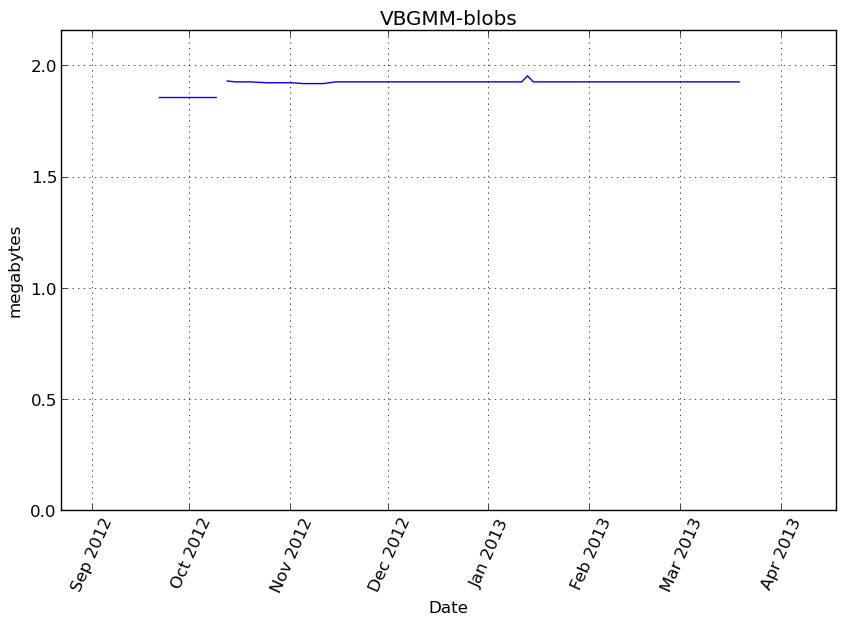 VBGMM-blobs
megabytes
2.0
1.5
1.0
0.5
0.0
Sep 2012
Oct 2012
Nov 2012
Dec 2012
Jan 2013
Feb 2013
Mar 2013
Apr 2013
Date